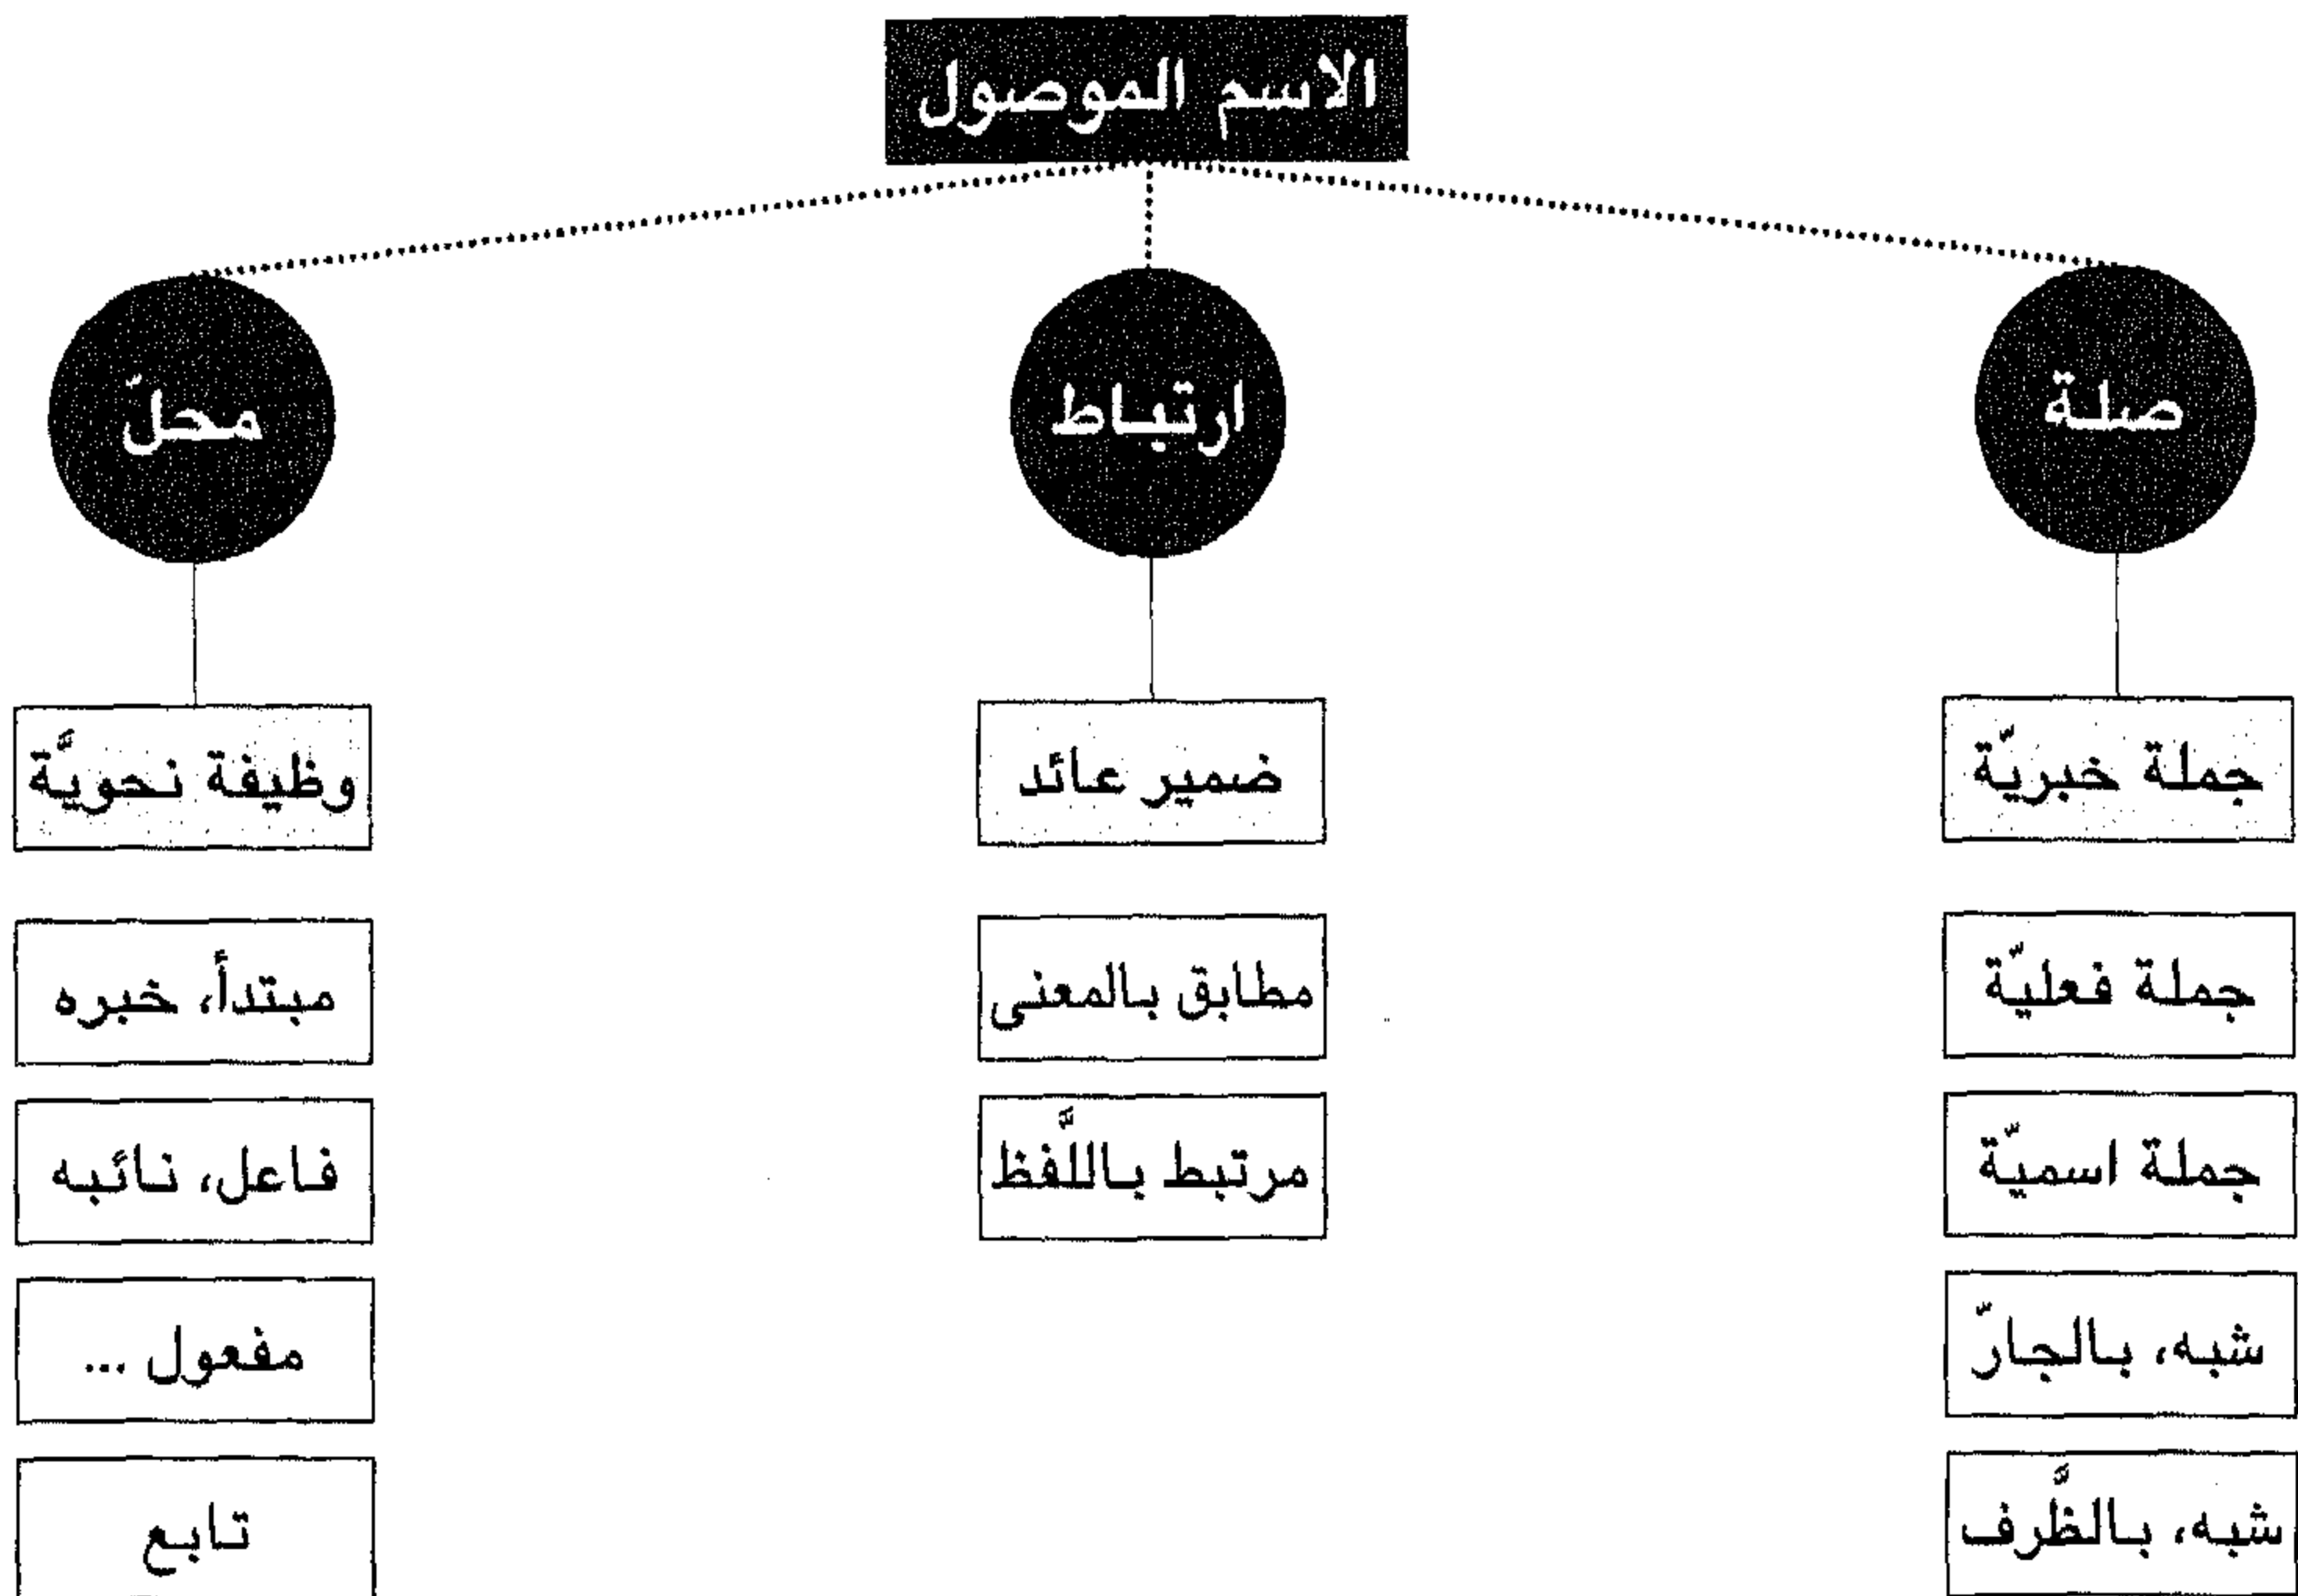 الاسم الموصول
صلة
ارتباط
محلّ
جملة خبريّة
ضمير عائد
وظيفة نحويَّة
جملة فعليّة
مطابق بالمعنى
مبتدأ، خبره
جملة اسميّة
مرتبط باللَّفظ
فاعل، نائبه
شبه، بالجارّ
مفعول ...
شبه، بالظَّرف
تابع